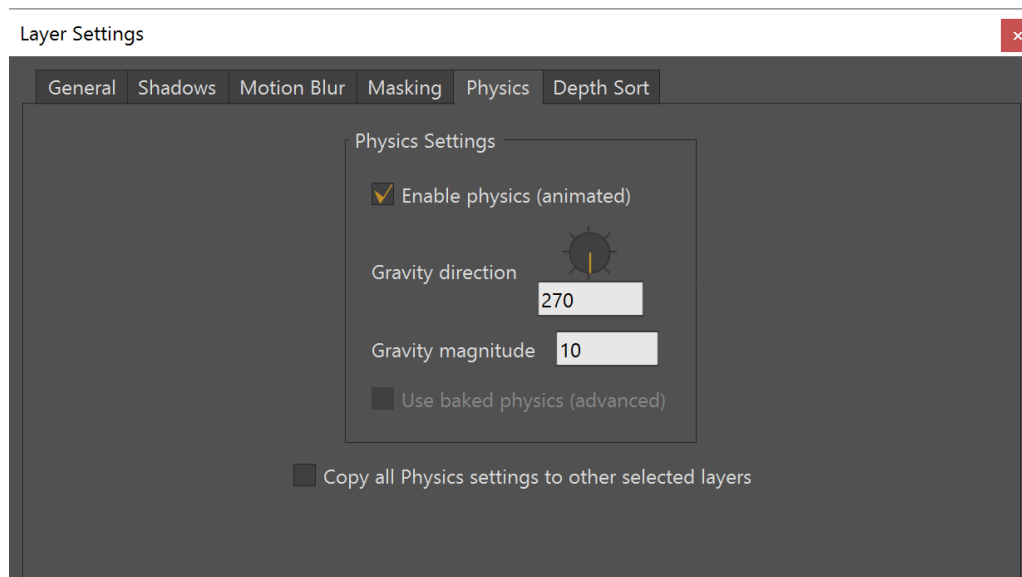 Layer Settings
General Shadows Motion Blur Masking Physics Depth Sort
Physics Settings
Enable physics (animated)
Gravity direction
270
Gravity magnitude 10
Use baked physics (advanced)
Copy all Physics settings to other selected layers